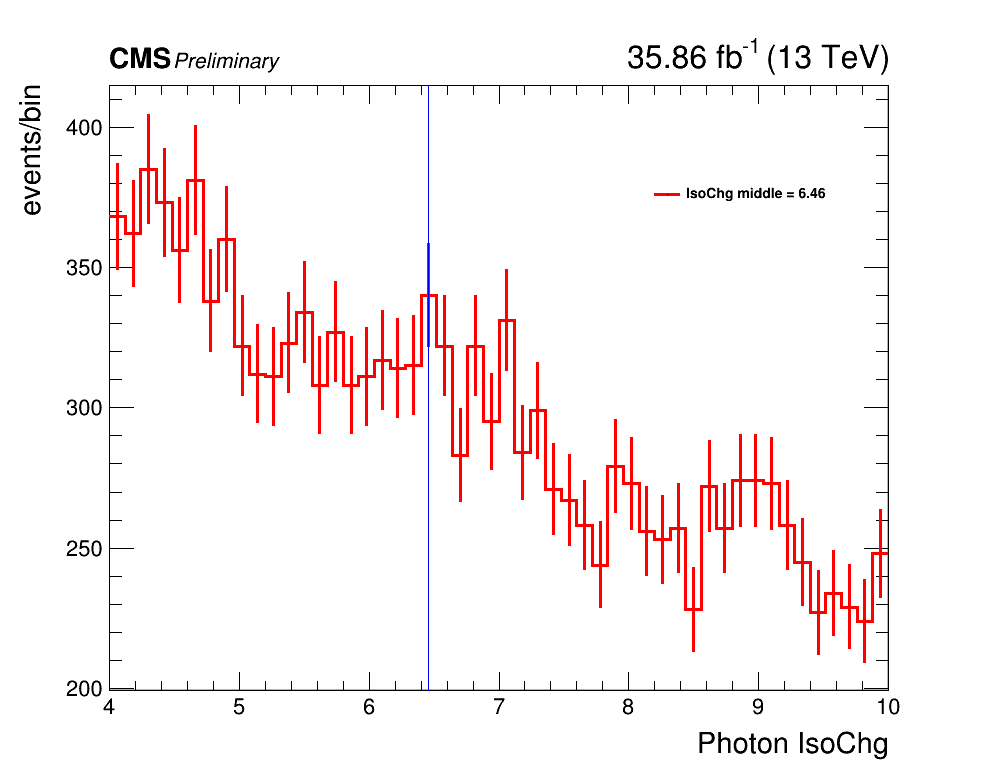 CMS Preliminary
35.86 fb-1 (13 TeV)
events/bin
400
350
300
250
200
IsoChg middle = 6.46
4 5 6 7 8 9 10
Photon IsoChg